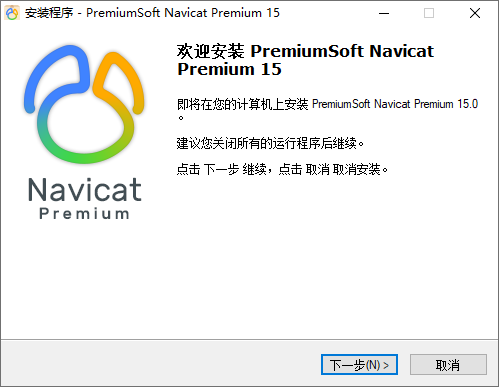 安装程序 - PremiumSoft Navicat Premium 15
欢迎安装 PremiumSoft Navicat
Premium 15
即将在您的计算机上安装 PremiumSoft Navicat Premium 15.0
。
建议您关闭所有的运行程序后继续。
点击 下一步 继续，点击 取消 取消安装。
Navicat
Premium
下一步(N) >
取消